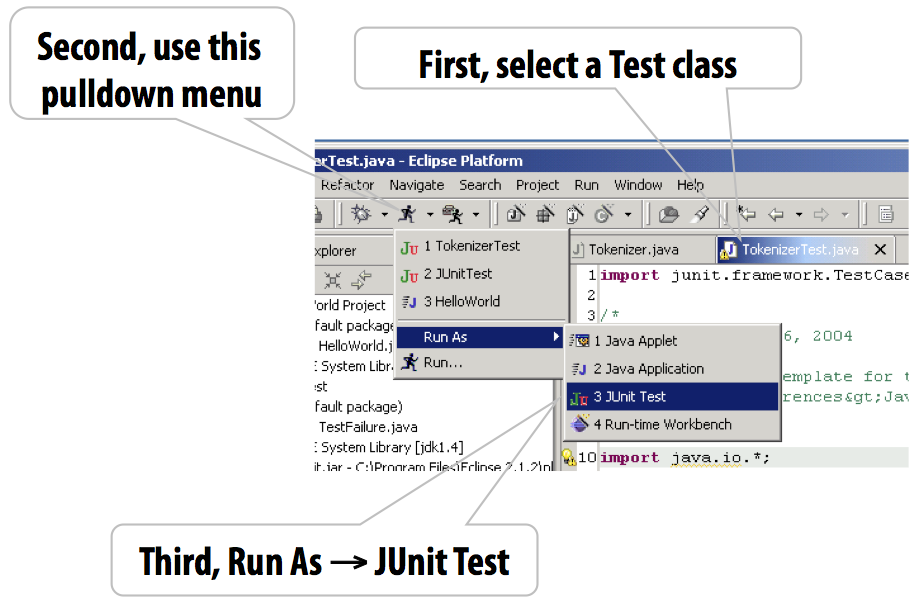 Second, use this
pulldown menu
First, select a Test class
erTest.java - Eclipse Platform
Refactor Navigate Search Project Run Window Help
xplorer
Tokenizer.java
TokenizerTest.java
1 TokenizerTest
2 JUnitTest
3 HelloWorld
Run As
Run...
1 Java Applet
2 Java Application
3 JUnit Test
4 Run-time Workbench
World Project
fault package
HelloWorld.j
E System Libr
est
fault package)
TestFailure.java
E System Library [jdk1.4]
it.jar - C:\Program Files\Eclipse 2.1.2\pl
1 import junit.framework.TestCase
2
3 /*
6, 2004
emplate for t
rences&gt;Jav
10 import java.io.*;
Third, Run As → JUnit Test